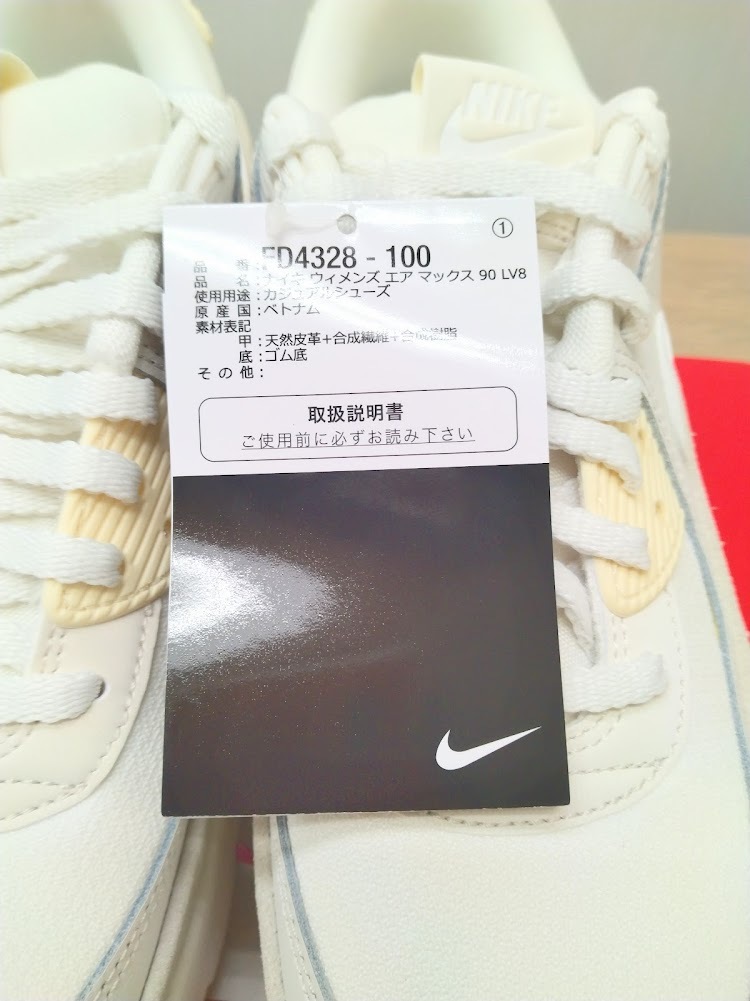 NIKE
①
品番:FD4328-100
品名:ナイキ ウィメンズ エア マックス 90 LV8
使用用途:カジュアルシューズ
原産国:ベトナム
素材表記
甲:天然皮革+合成繊維+合成樹脂
底:ゴム底
その他:
取扱説明書
ご使用前に必ずお読み下さい